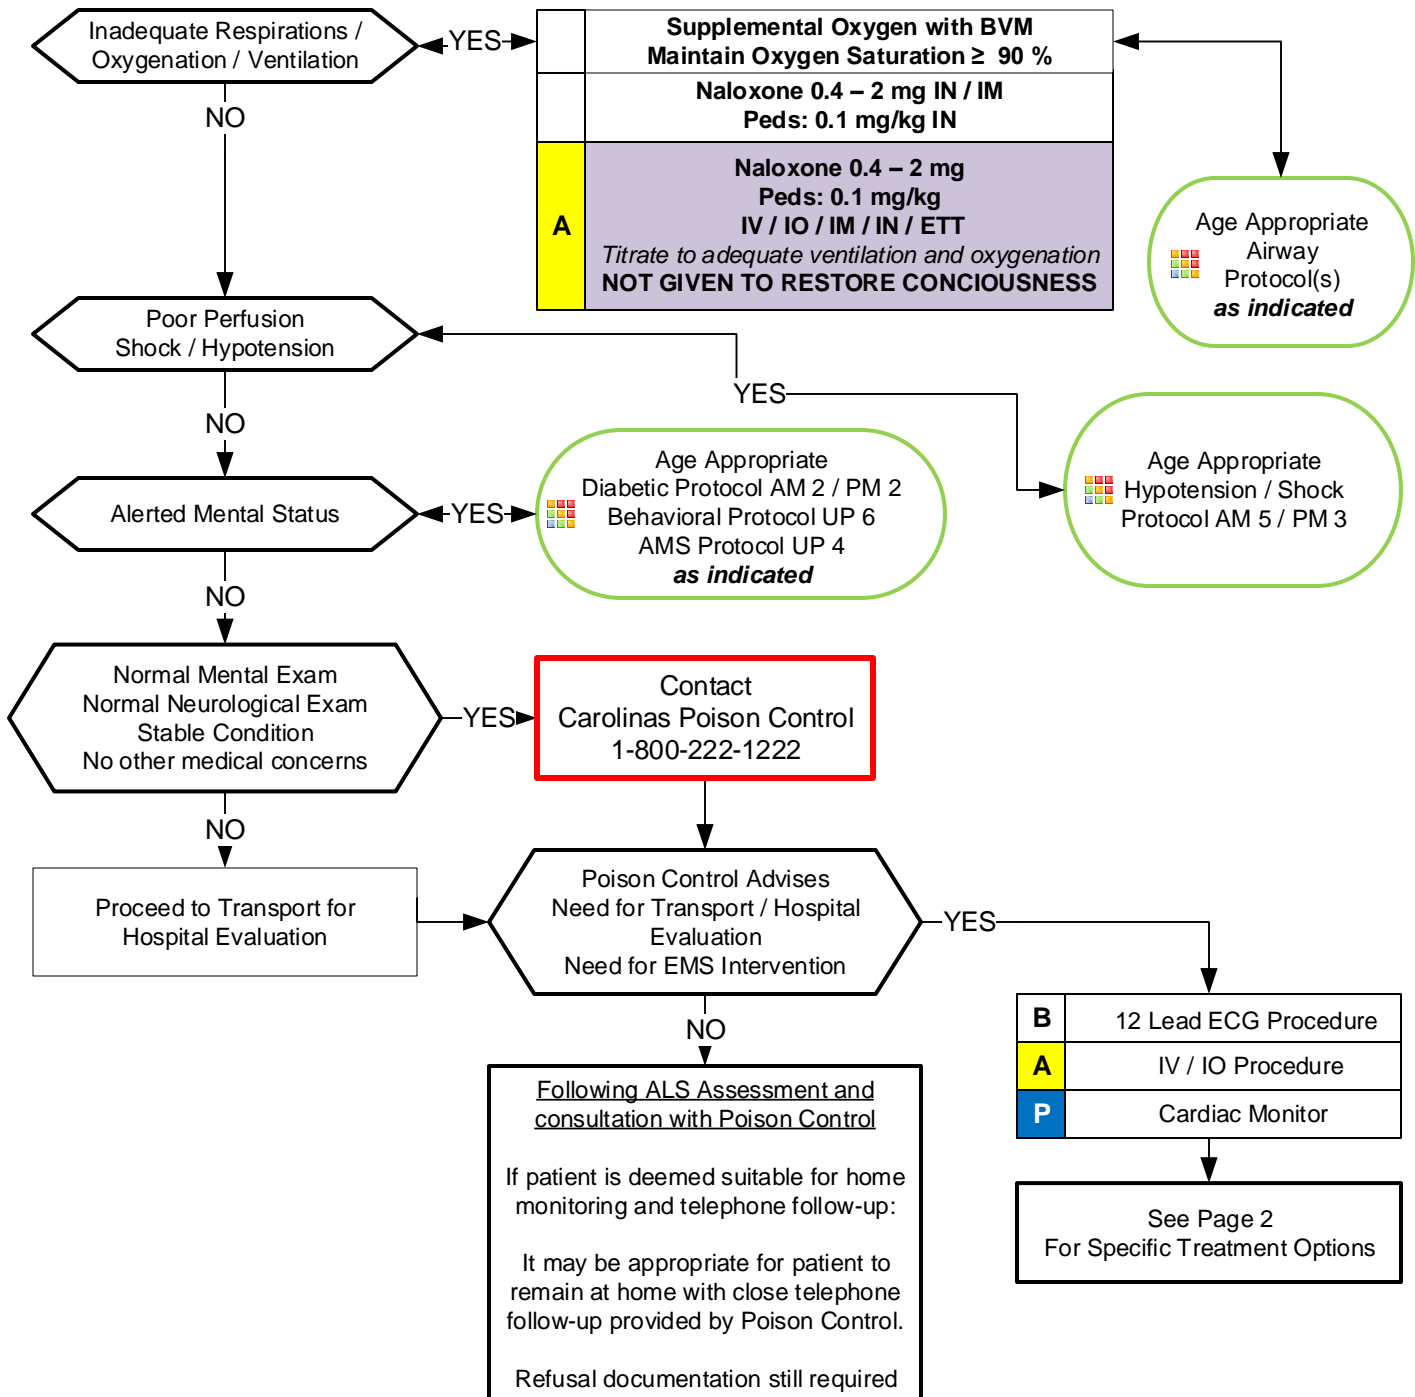 Inadequate Respirations /
Oxygenation / Ventilation
YES
Supplemental Oxygen with BVM
Maintain Oxygen Saturation ≥ 90 %
Naloxone 0.4 – 2 mg IN / IM
Peds: 0.1 mg/kg IN
A
Naloxone 0.4 – 2 mg
Peds: 0.1 mg/kg
IV / IO / IM / IN / ETT
Titrate to adequate ventilation and oxygenation
NOT GIVEN TO RESTORE CONCIOUSNESS
Age Appropriate
Airway
Protocol(s)
as indicated
NO
Poor Perfusion
Shock / Hypotension
YES
Age Appropriate
Hypotension / Shock
Protocol AM 5 / PM 3
NO
Alerted Mental Status
YES
Age Appropriate
Diabetic Protocol AM 2 / PM 2
Behavioral Protocol UP 6
AMS Protocol UP 4
as indicated
NO
Normal Mental Exam
Normal Neurological Exam
Stable Condition
No other medical concerns
YES
Contact
Carolinas Poison Control
1-800-222-1222
NO
Proceed to Transport for
Hospital Evaluation
Poison Control Advises
Need for Transport / Hospital
Evaluation
Need for EMS Intervention
YES
B
12 Lead ECG Procedure
A
IV / IO Procedure
P
Cardiac Monitor
See Page 2
For Specific Treatment Options
NO
Following ALS Assessment and
consultation with Poison Control
If patient is deemed suitable for home
monitoring and telephone follow-up:
It may be appropriate for patient to
remain at home with close telephone
follow-up provided by Poison Control.
Refusal documentation still required